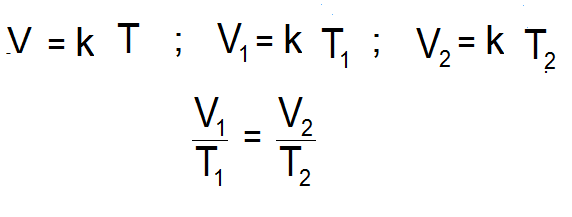 V = k T ; V₁ = k T₁ ; V₂ = k T₂
V₁/T₁ = V₂/T₂